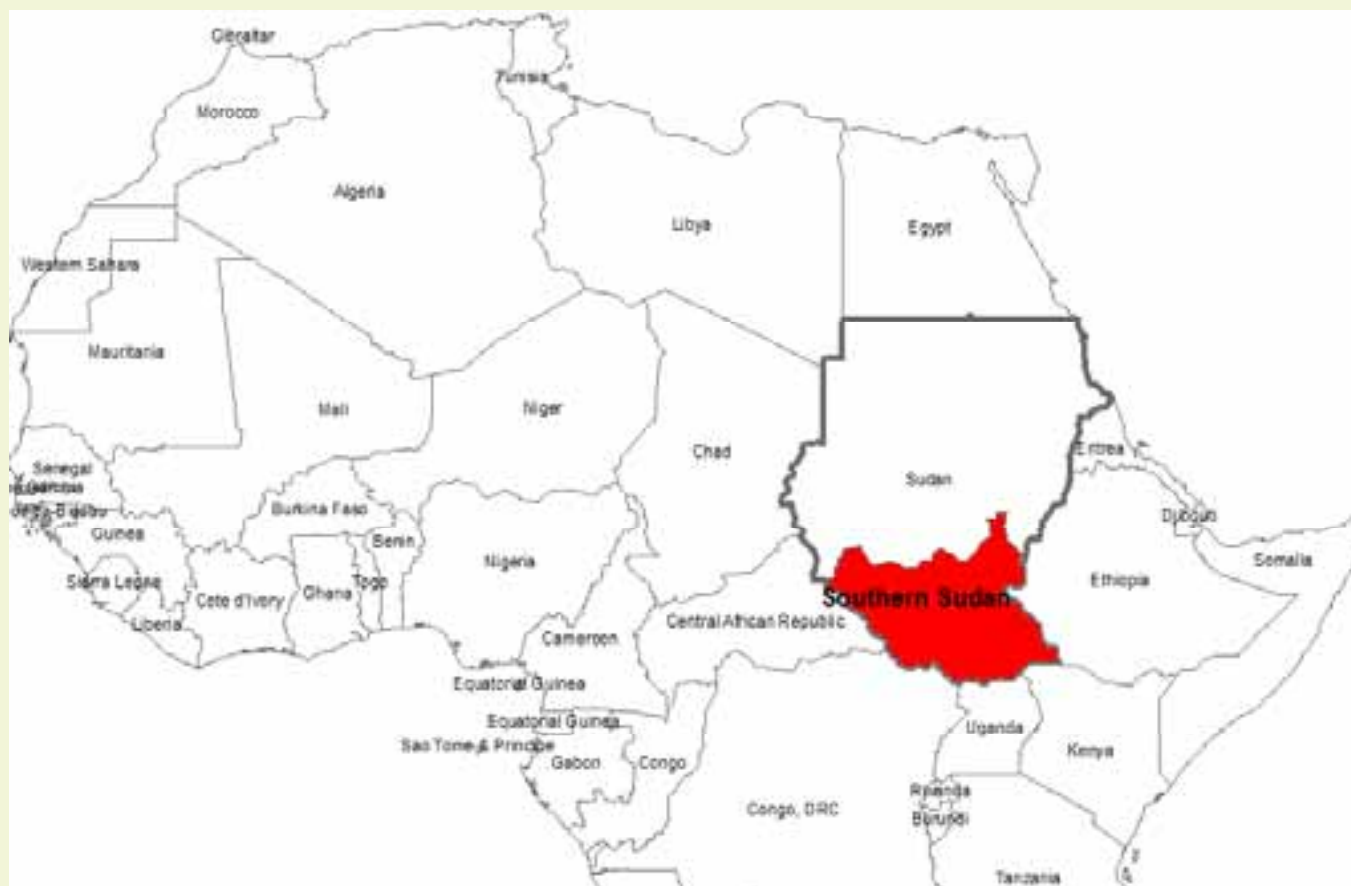 Gibraltar
Tunisia
Morocco
Algeria
Libya
Egypt
Western Sahara
Mauritania
Mali
Niger
Chad
Sudan
Eritrea
Senegal
Burkina Faso
Benin
Djibouti
Guinea
Nigeria
Somalia
Sierra Leone
Cote d'Ivory
Ghana
Togo
Ethiopia
Southern Sudan
Liberia
Central African Republic
Cameroon
Equatorial Guinea
Equatorial Guinea
Uganda
Sao Tome & Principe
Gabon
Congo
Kenya
Rwanda
Congo, DRC
Burundi
Tanzania